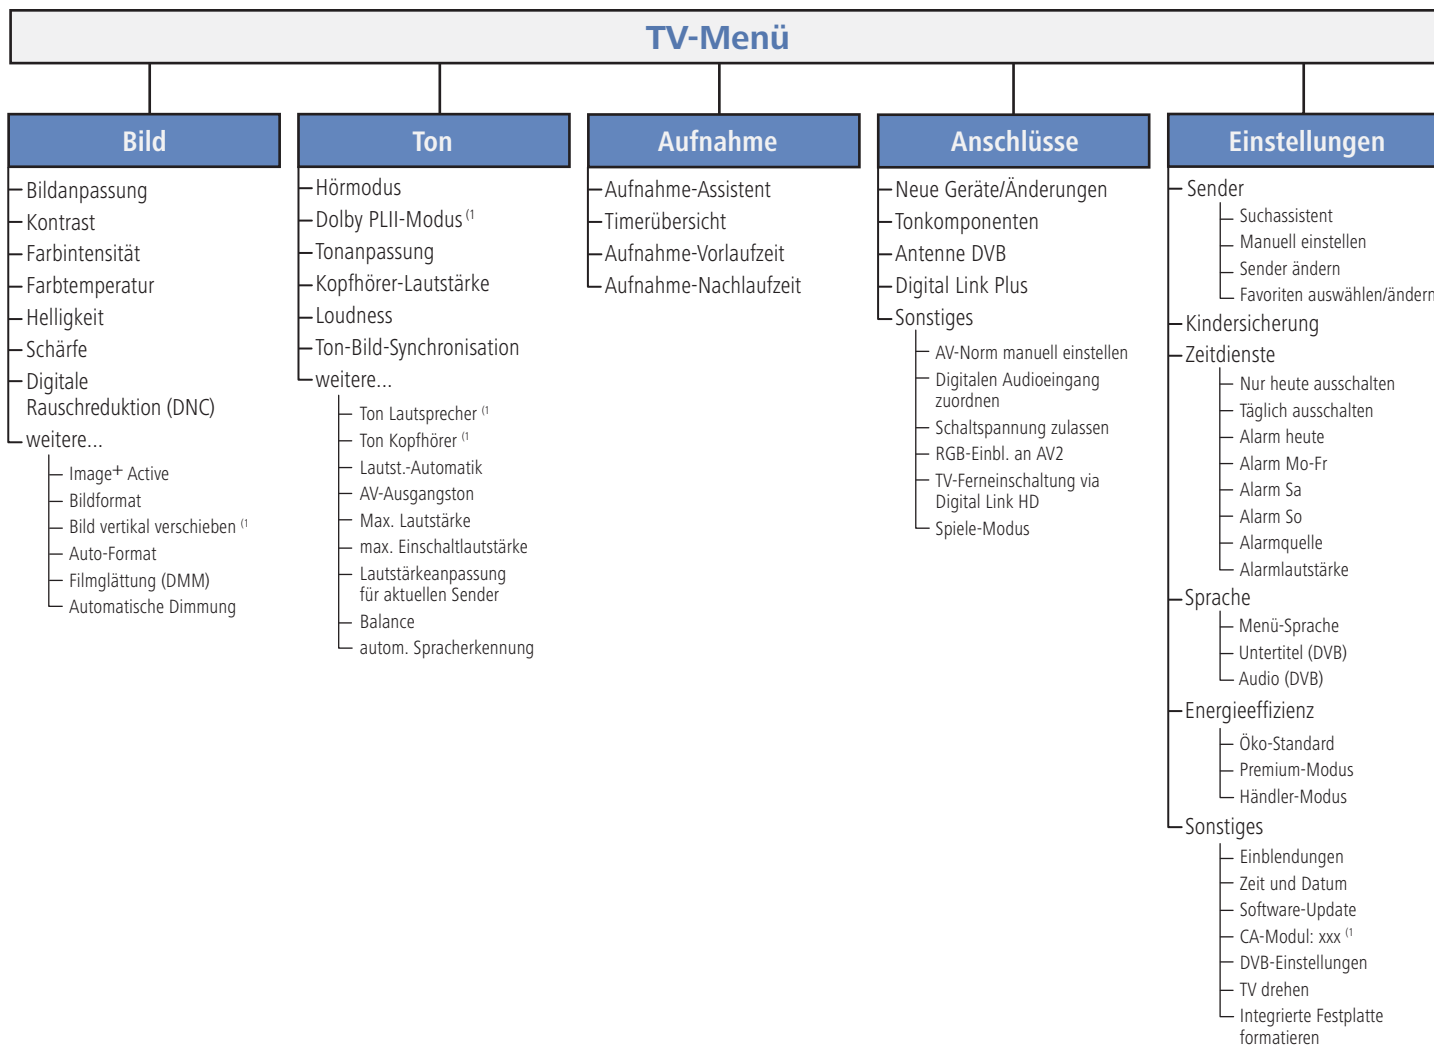 TV-Menü
Bild
Bildanpassung
Kontrast
Farbintensität
Farbtemperatur
Helligkeit
Schärfe
Digitale
Rauschreduktion (DNC)
weitere...
Image+ Active
Bildformat
Bild vertikal verschieben (1
Auto-Format
Filmglättung (DMM)
Automatische Dimmung
Ton
Hörmodus
Dolby PLII-Modus (1
Tonanpassung
Kopfhörer-Lautstärke
Loudness
Ton-Bild-Synchronisation
weitere...
Ton Lautsprecher (1
Ton Kopfhörer (1
Lautst.-Automatik
AV-Ausgangston
Max. Lautstärke
max. Einschaltlautstärke
Lautstärkeanpassung
für aktuellen Sender
Balance
autom. Spracherkennung
Aufnahme
Aufnahme-Assistent
Timerübersicht
Aufnahme-Vorlaufzeit
Aufnahme-Nachlaufzeit
Anschlüsse
Neue Geräte/Änderungen
Tonkomponenten
Antenne DVB
Digital Link Plus
Sonstiges
AV-Norm manuell einstellen
Digitalen Audioeingang
zuordnen
Schaltspannung zulassen
RGB-Einbl. an AV2
TV-Ferneinschaltung via
Digital Link HD
Spiele-Modus
Einstellungen
Sender
Suchassistent
Manuell einstellen
Sender ändern
Favoriten auswählen/ändern
Kindersicherung
Zeitdienste
Nur heute ausschalten
Täglich ausschalten
Alarm heute
Alarm Mo-Fr
Alarm Sa
Alarm So
Alarmquelle
Alarmlautstärke
Sprache
Menü-Sprache
Untertitel (DVB)
Audio (DVB)
Energieeffizienz
Öko-Standard
Premium-Modus
Händler-Modus
Sonstiges
Einblendungen
Zeit und Datum
Software-Update
CA-Modul: xxx (1
DVB-Einstellungen
TV drehen
Integrierte Festplatte
formatieren